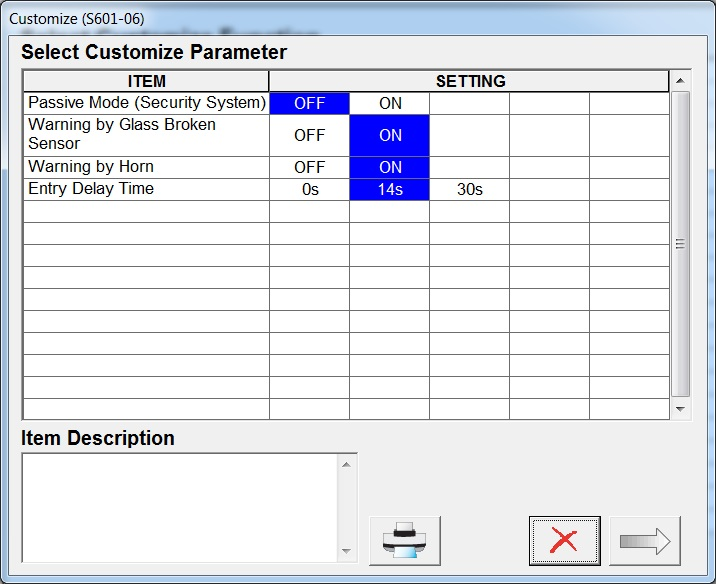 Customize (S601-06)
Select Customize Parameter
ITEM SETTING
Passive Mode (Security System) OFF ON
Warning by Glass Broken
Sensor OFF ON
Warning by Horn OFF ON
Entry Delay Time 0s 14s 30s
Item Description